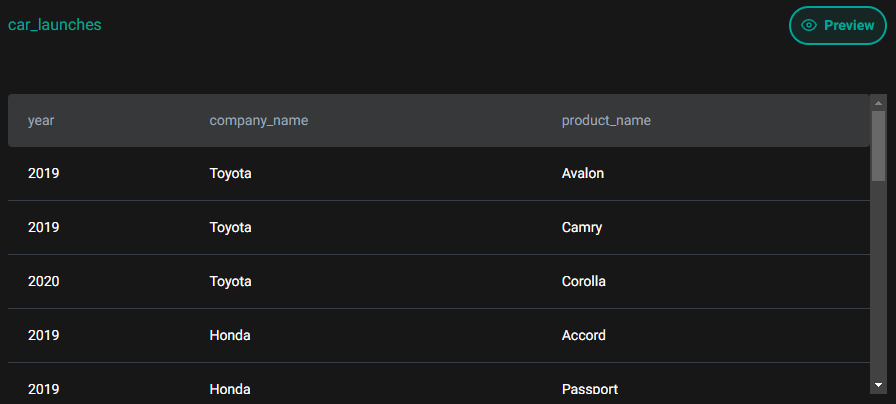 car_launches
Preview
year company_name product_name
2019 Toyota Avalon
2019 Toyota Camry
2020 Toyota Corolla
2019 Honda Accord
2019 Honda Passport